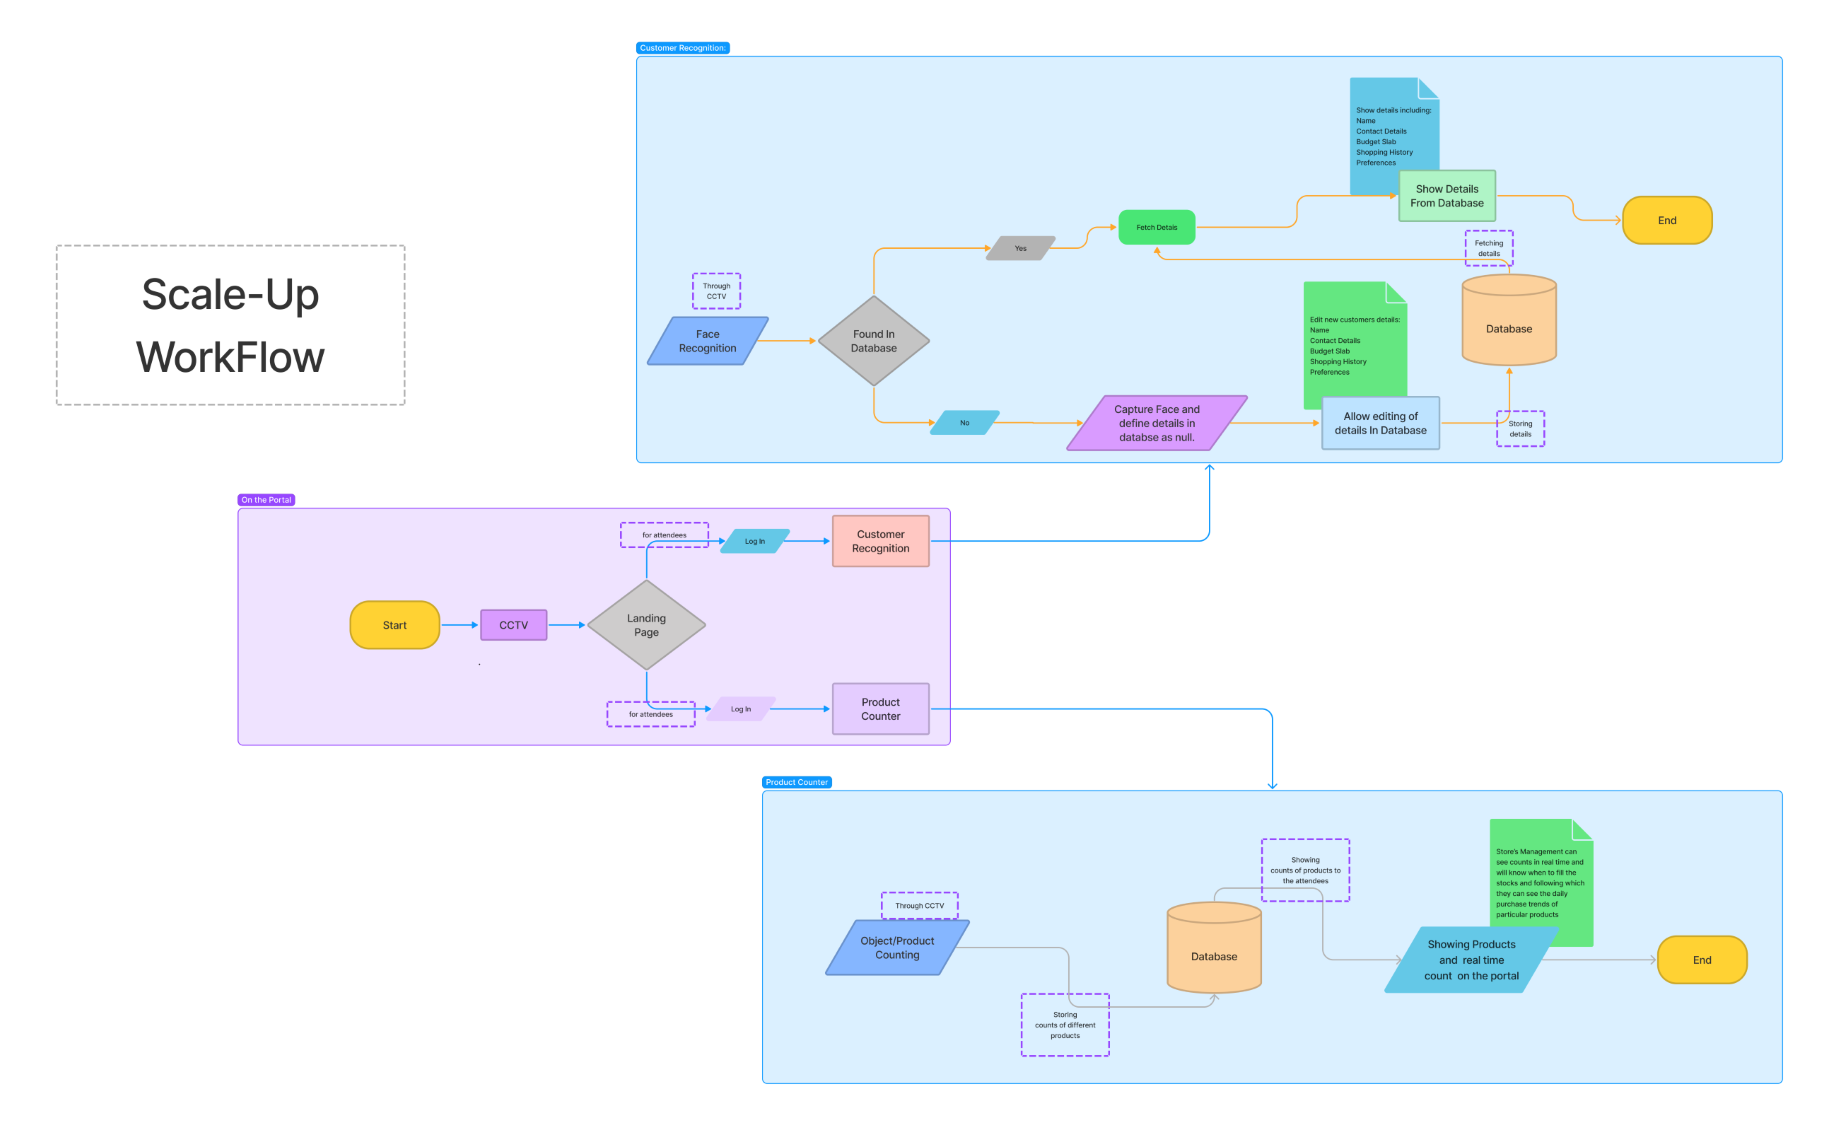 Scale-Up
WorkFlow
Customer Recognition:
Show details including:
Name
Contact Details
Budget Slab
Shopping History
Preferences
Show Details
From Database
End
Fetch Detals
Yes
Fetching
details
Through
CCTV
Face
Recognition
Found In
Database
Database
Edit new customers details:
Name
Contact Details
Budget Slab
Shopping History
Preferences
No
Capture Face and
define details in
databse as null.
Allow editing of
details In Database
Storing
details
On the Portal
for attendees
Log In
Customer
Recognition
Start
CCTV
Landing
Page
for attendees
Log In
Product
Counter
Product Counter
Through CCTV
Object/Product
Counting
Storing
counts of different
products
Database
Showing
counts of products to
the attendees
Store's Management can
see counts in real time and
will know when to fill the
stocks and following which
they can see the daily
purchase trends of
particular products
Showing Products
and real time
count on the portal
End